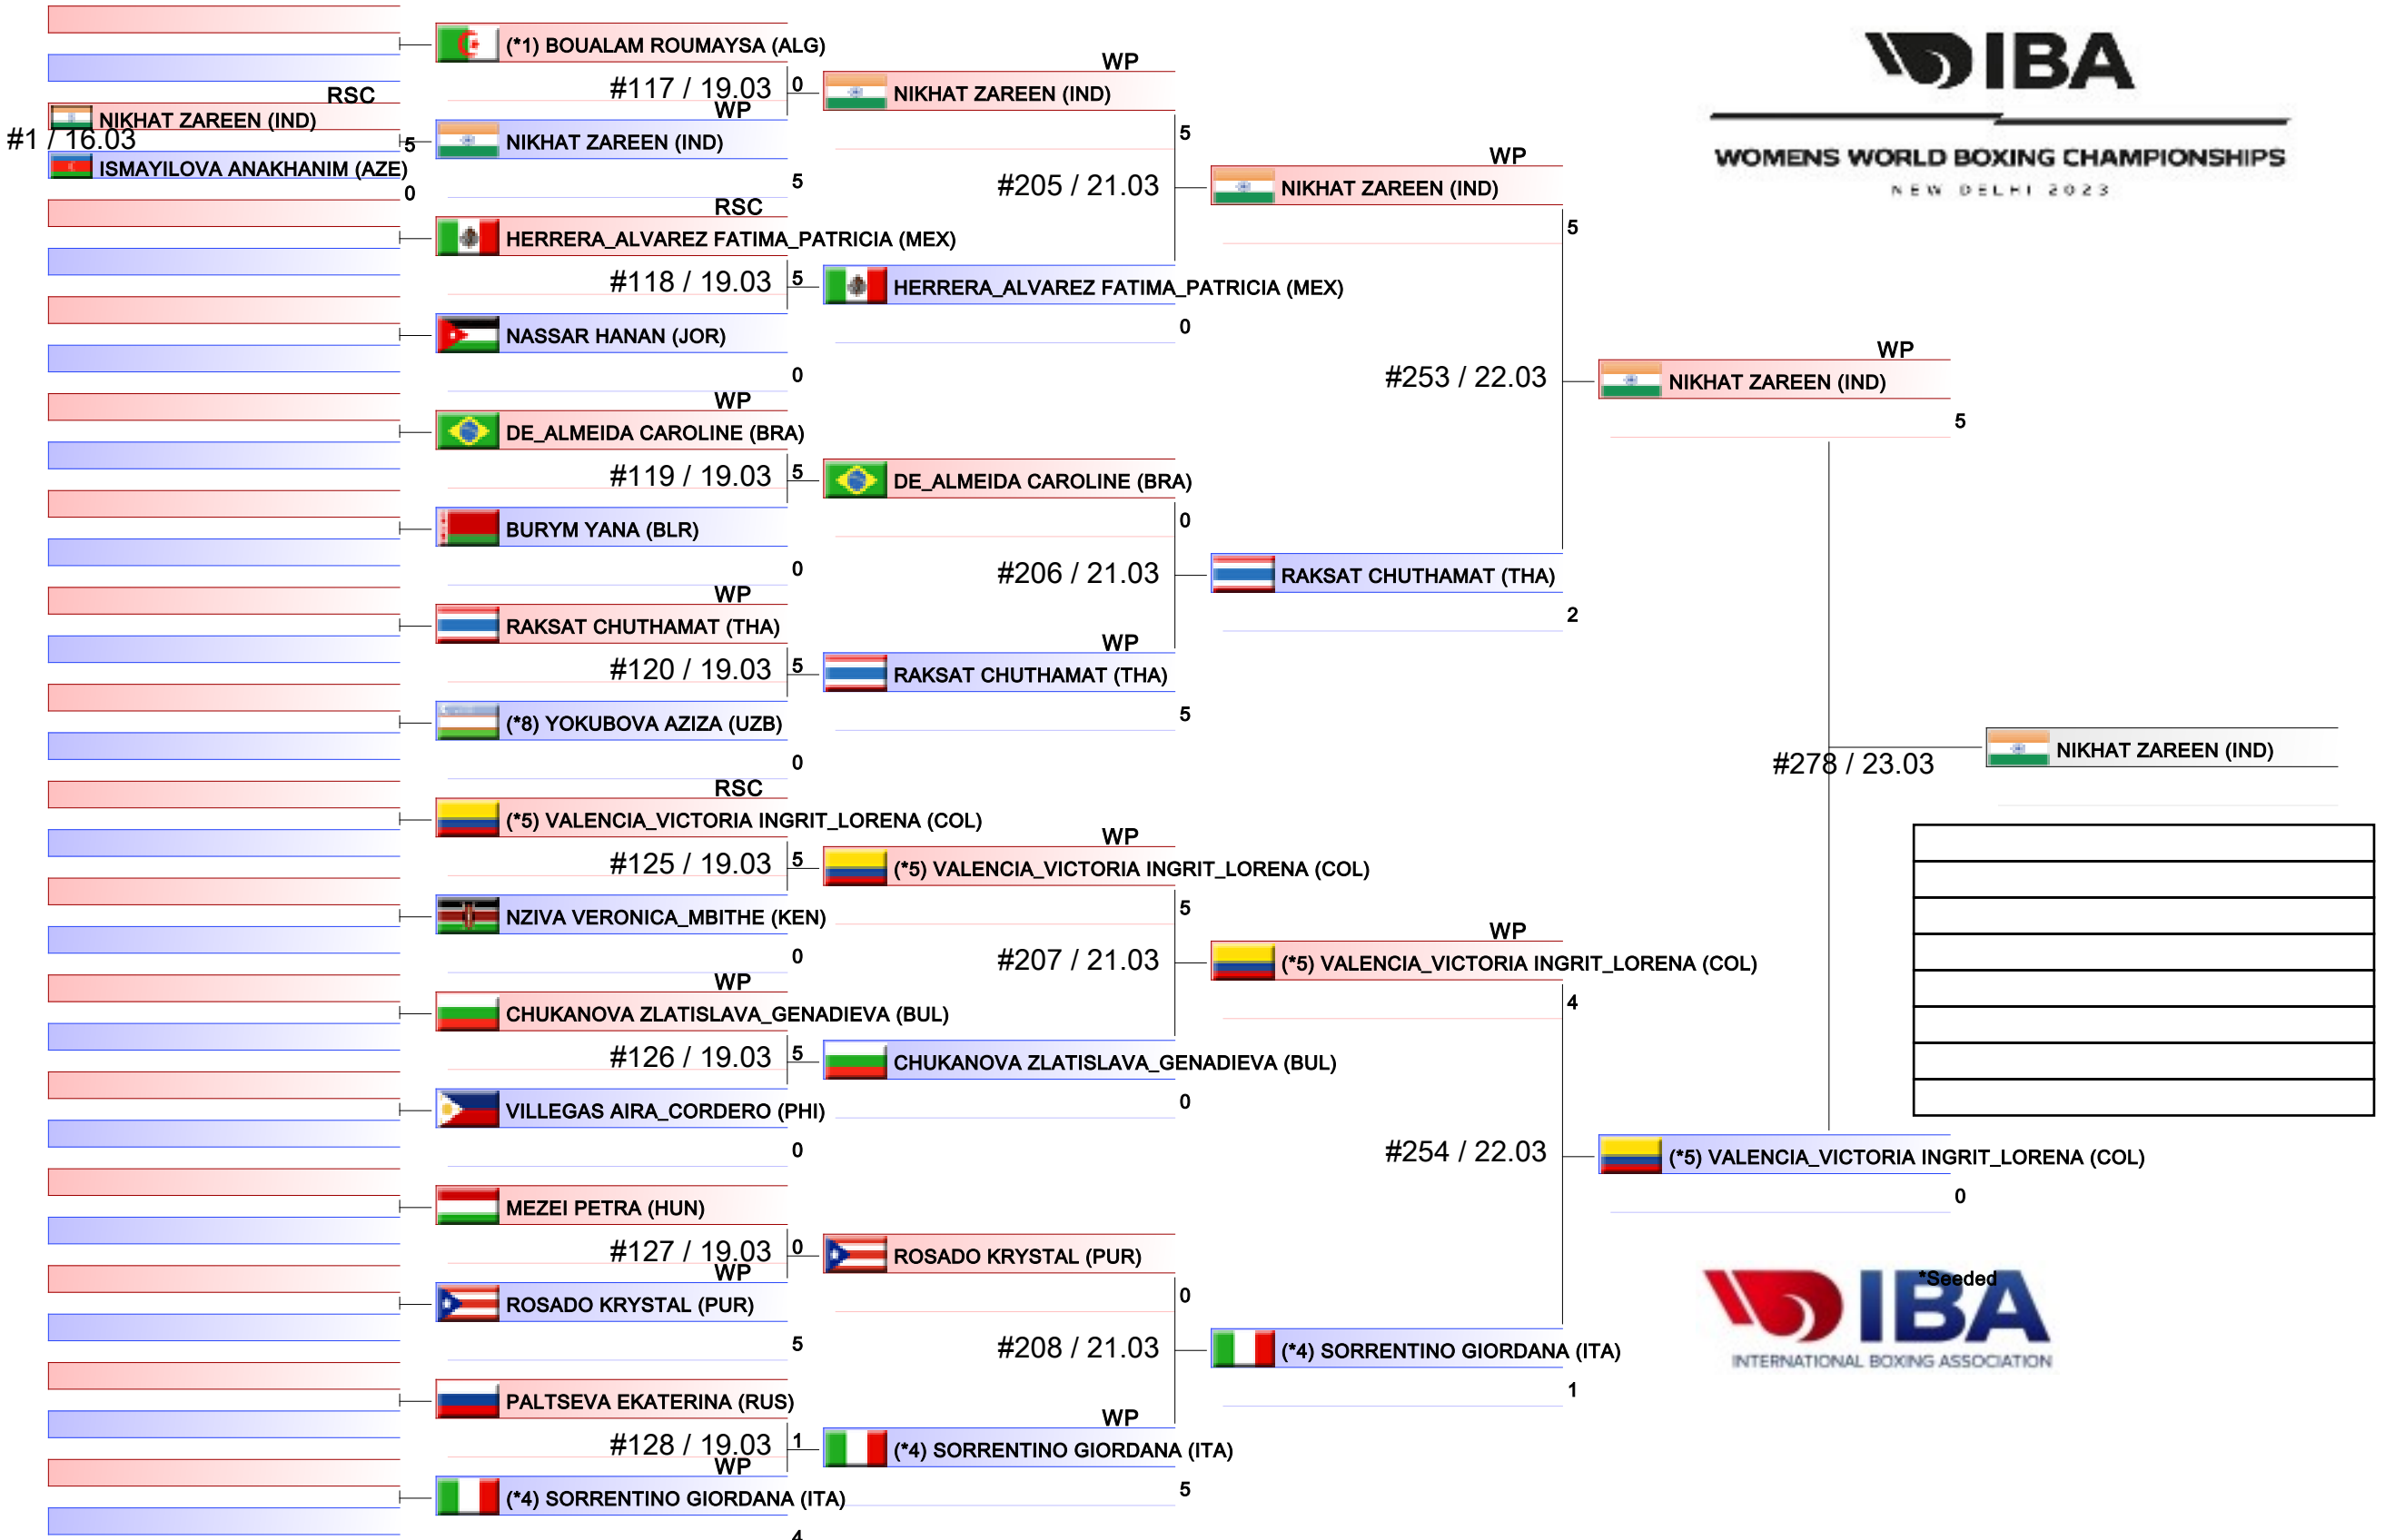 (*1) BOUALAM ROUMAYSA (ALG)
#117 / 19.03
0
WP
NIKHAT ZAREEN (IND)
RSC
NIKHAT ZAREEN (IND)
#1 / 16.03
5
ISMAYILOVA ANAKHANIM (AZE)
0
WP
NIKHAT ZAREEN (IND)
5
5
#205 / 21.03
WP
NIKHAT ZAREEN (IND)
5
RSC
HERRERA_ALVAREZ FATIMA_PATRICIA (MEX)
#118 / 19.03
5
HERRERA_ALVAREZ FATIMA_PATRICIA (MEX)
0
NASSAR HANAN (JOR)
0
#253 / 22.03
WP
NIKHAT ZAREEN (IND)
5
WP
DE_ALMEIDA CAROLINE (BRA)
#119 / 19.03
5
DE_ALMEIDA CAROLINE (BRA)
0
BURYM YANA (BLR)
0
#206 / 21.03
RAKSAT CHUTHAMAT (THA)
2
WP
RAKSAT CHUTHAMAT (THA)
#120 / 19.03
5
WP
RAKSAT CHUTHAMAT (THA)
5
(*8) YOKUBOVA AZIZA (UZB)
0
#278 / 23.03
NIKHAT ZAREEN (IND)
RSC
(*5) VALENCIA_VICTORIA INGRIT_LORENA (COL)
#125 / 19.03
5
WP
(*5) VALENCIA_VICTORIA INGRIT_LORENA (COL)
5
NZIVA VERONICA_MBITHE (KEN)
0
#207 / 21.03
WP
(*5) VALENCIA_VICTORIA INGRIT_LORENA (COL)
4
WP
CHUKANOVA ZLATISLAVA_GENADIEVA (BUL)
#126 / 19.03
5
CHUKANOVA ZLATISLAVA_GENADIEVA (BUL)
0
VILLEGAS AIRA_CORDERO (PHI)
0
#254 / 22.03
(*5) VALENCIA_VICTORIA INGRIT_LORENA (COL)
0
MEZEI PETRA (HUN)
#127 / 19.03
0
ROSADO KRYSTAL (PUR)
0
WP
ROSADO KRYSTAL (PUR)
5
#208 / 21.03
(*4) SORRENTINO GIORDANA (ITA)
1
PALTSEVA EKATERINA (RUS)
#128 / 19.03
1
WP
(*4) SORRENTINO GIORDANA (ITA)
5
WP
(*4) SORRENTINO GIORDANA (ITA)
4
IBA
WOMENS WORLD BOXING CHAMPIONSHIPS
NEW DELHI 2023
*Seeded
IBA
INTERNATIONAL BOXING ASSOCIATION